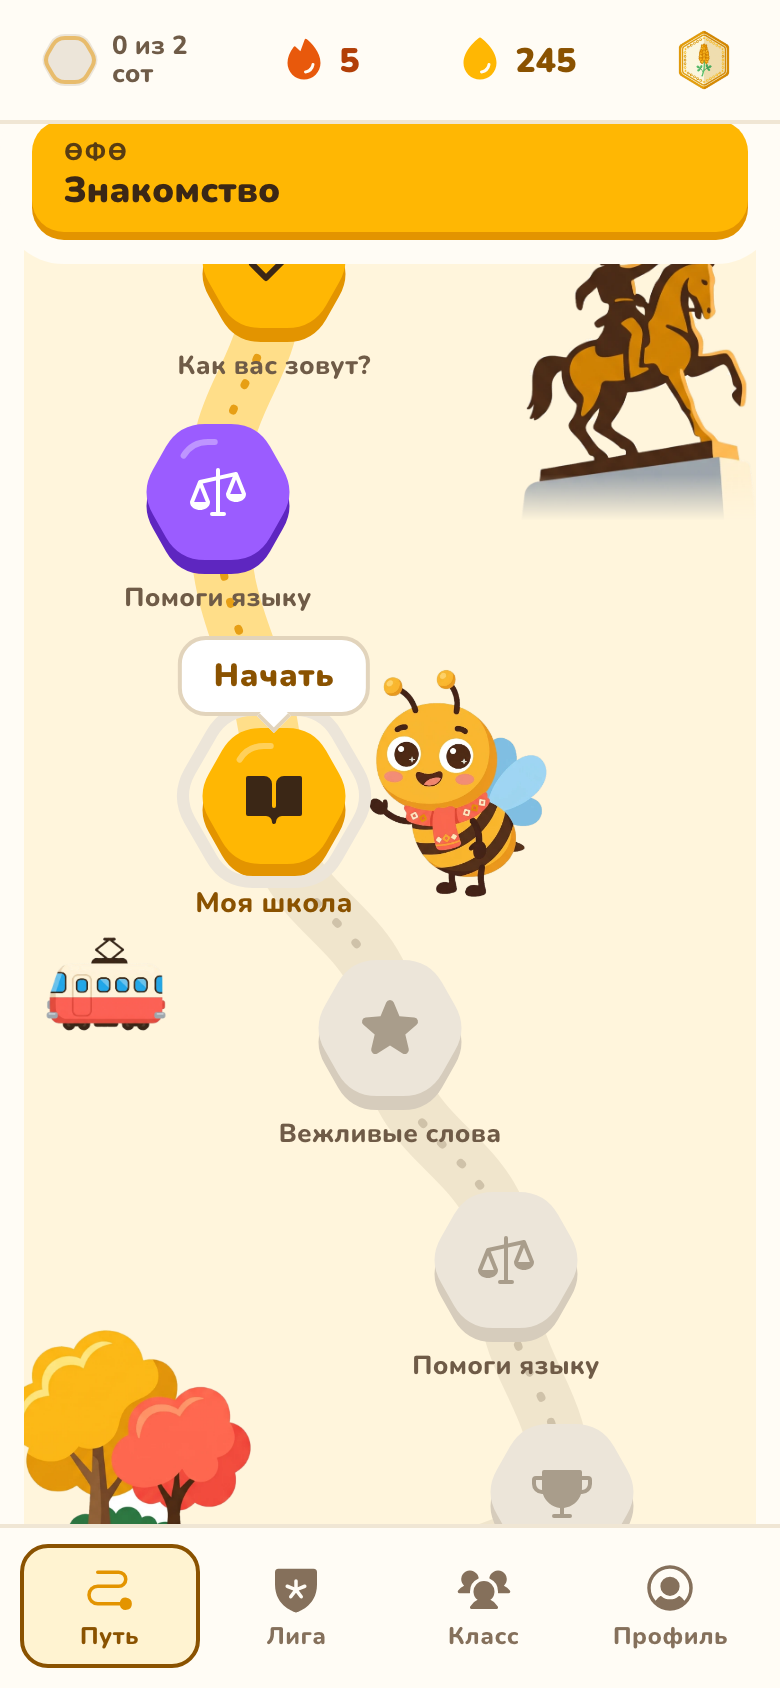 0 из 2
сот
5
245
ӨФӨ
Знакомство
Как вас зовут?
Помоги языку
Начать
Моя школа
Вежливые слова
Помоги языку
Путь
Лига
Класс
Профиль